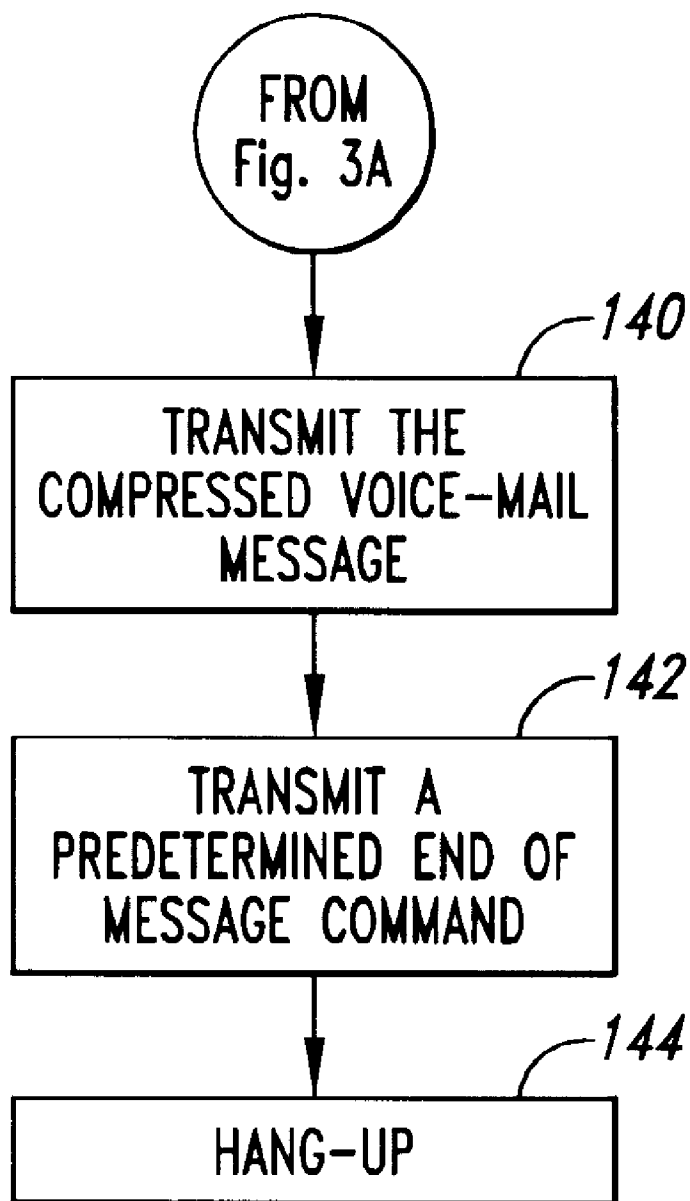 FROM
Fig. 3A
140
TRANSMIT THE
COMPRESSED VOICE-MAIL
MESSAGE
142
TRANSMIT A
PREDETERMINED END OF
MESSAGE COMMAND
144
HANG-UP